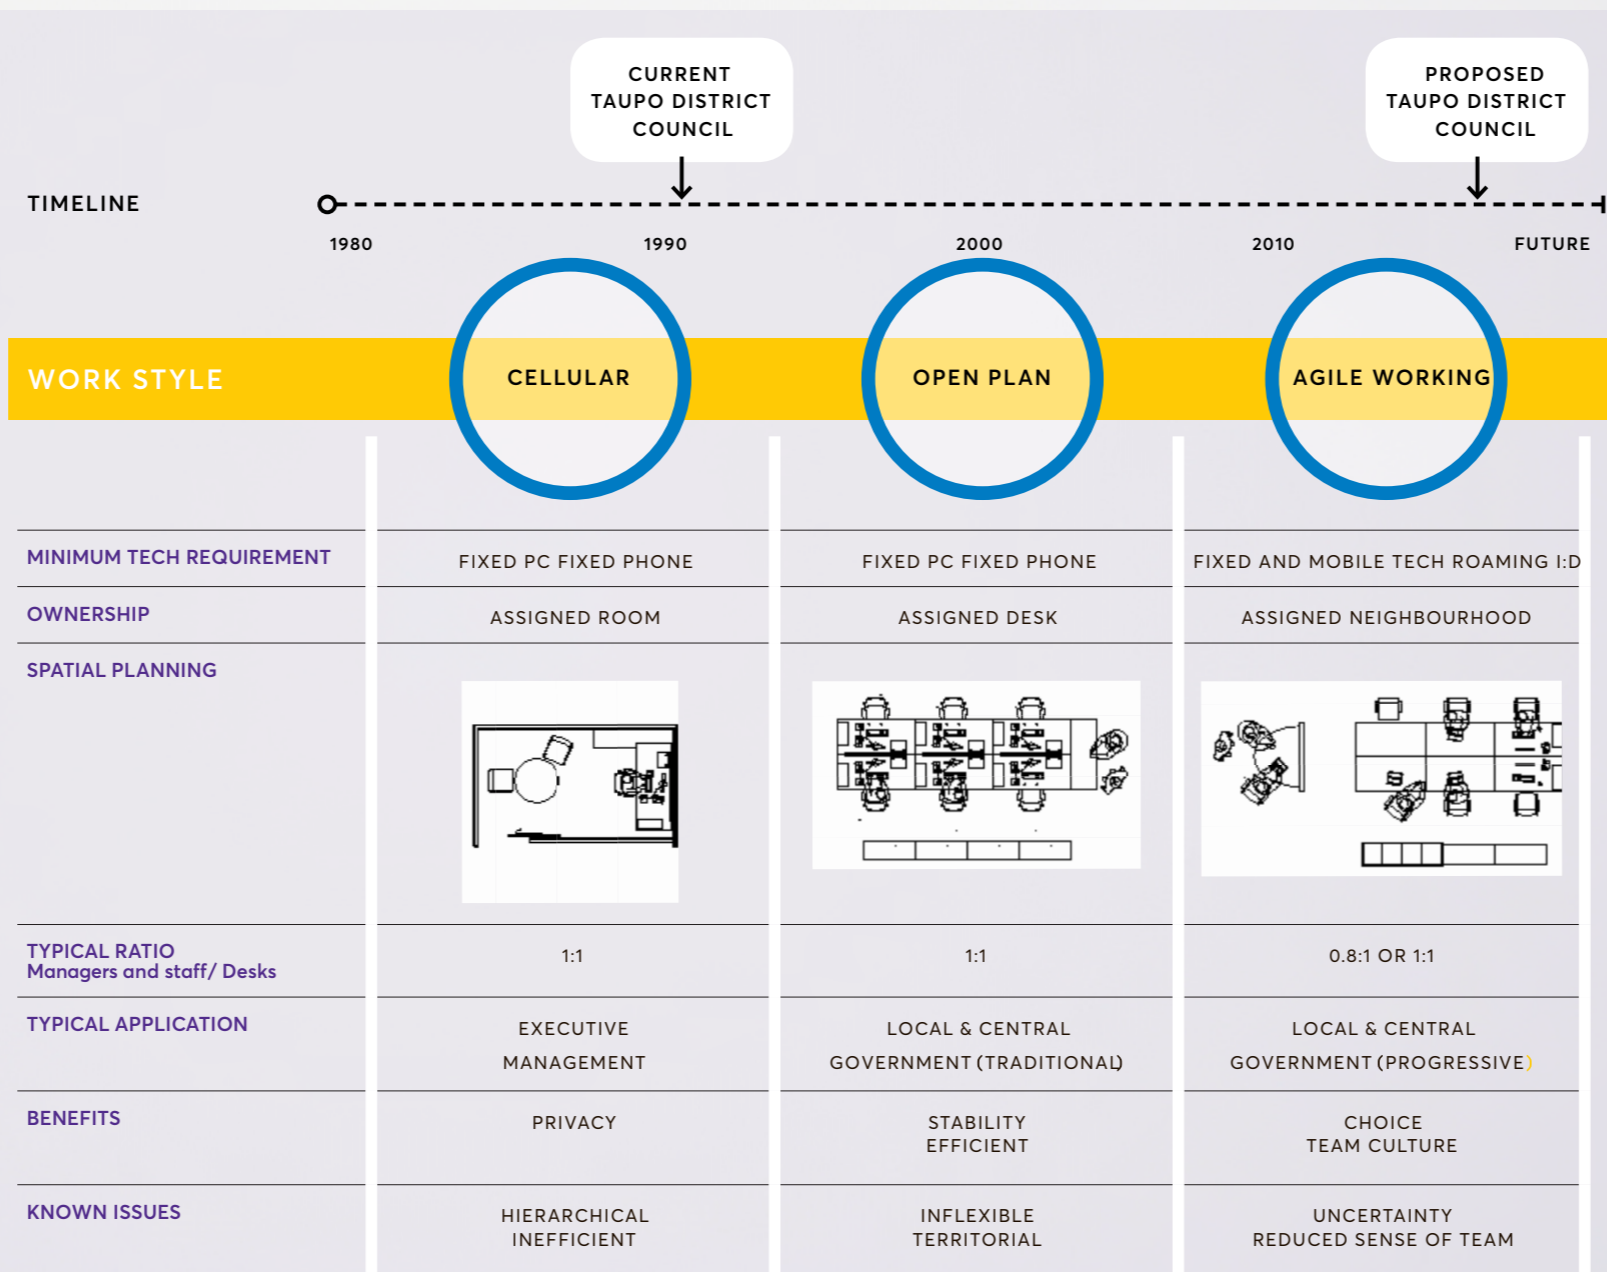 CURRENT
TAUPO DISTRICT
COUNCIL
PROPOSED
TAUPO DISTRICT
COUNCIL
TIMELINE
1980 1990 2000 2010 FUTURE
WORK STYLE CELLULAR OPEN PLAN AGILE WORKING
MINIMUM TECH REQUIREMENT FIXED PC FIXED PHONE FIXED PC FIXED PHONE FIXED AND MOBILE TECH ROAMING I:D
OWNERSHIP ASSIGNED ROOM ASSIGNED DESK ASSIGNED NEIGHBOURHOOD
SPATIAL PLANNING
TYPICAL RATIO
Managers and staff/ Desks
1:1 1:1 0.8:1 OR 1:1
TYPICAL APPLICATION
EXECUTIVE
MANAGEMENT
LOCAL & CENTRAL
GOVERNMENT (TRADITIONAL)
LOCAL & CENTRAL
GOVERNMENT (PROGRESSIVE)
BENEFITS
PRIVACY
STABILITY
EFFICIENT
CHOICE
TEAM CULTURE
KNOWN ISSUES
HIERARCHICAL
INEFFICIENT
INFLEXIBLE
TERRITORIAL
UNCERTAINTY
REDUCED SENSE OF TEAM